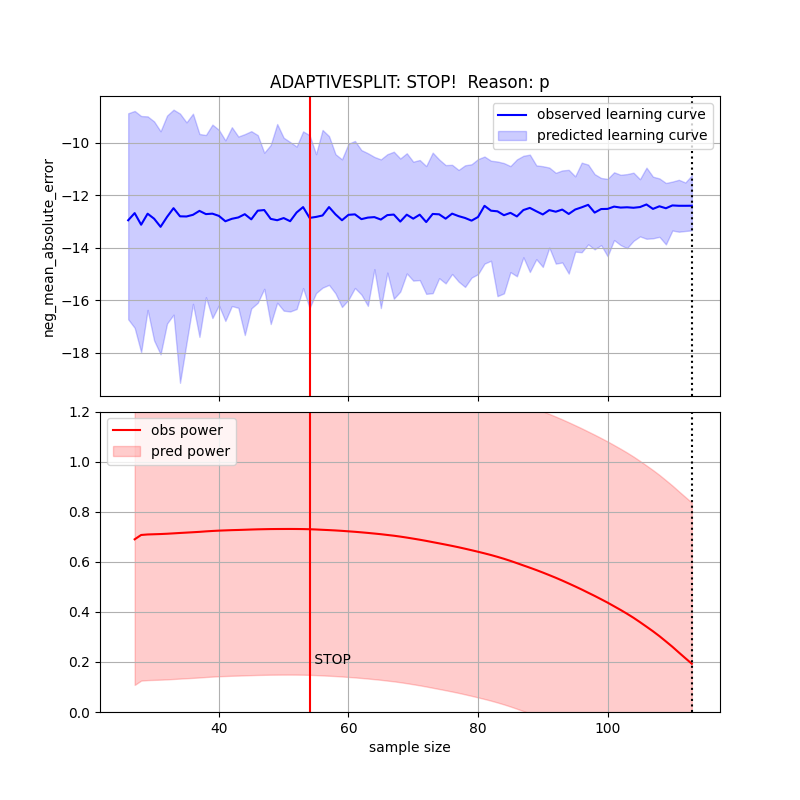 ADAPTIVESPLIT: STOP!  Reason: p
observed learning curve
predicted learning curve
neg_mean_absolute_error
−10
−12
−14
−16
−18
obs power
pred power
1.2
1.0
0.8
0.6
0.4
0.2
0.0
STOP
40
60
80
100
sample size